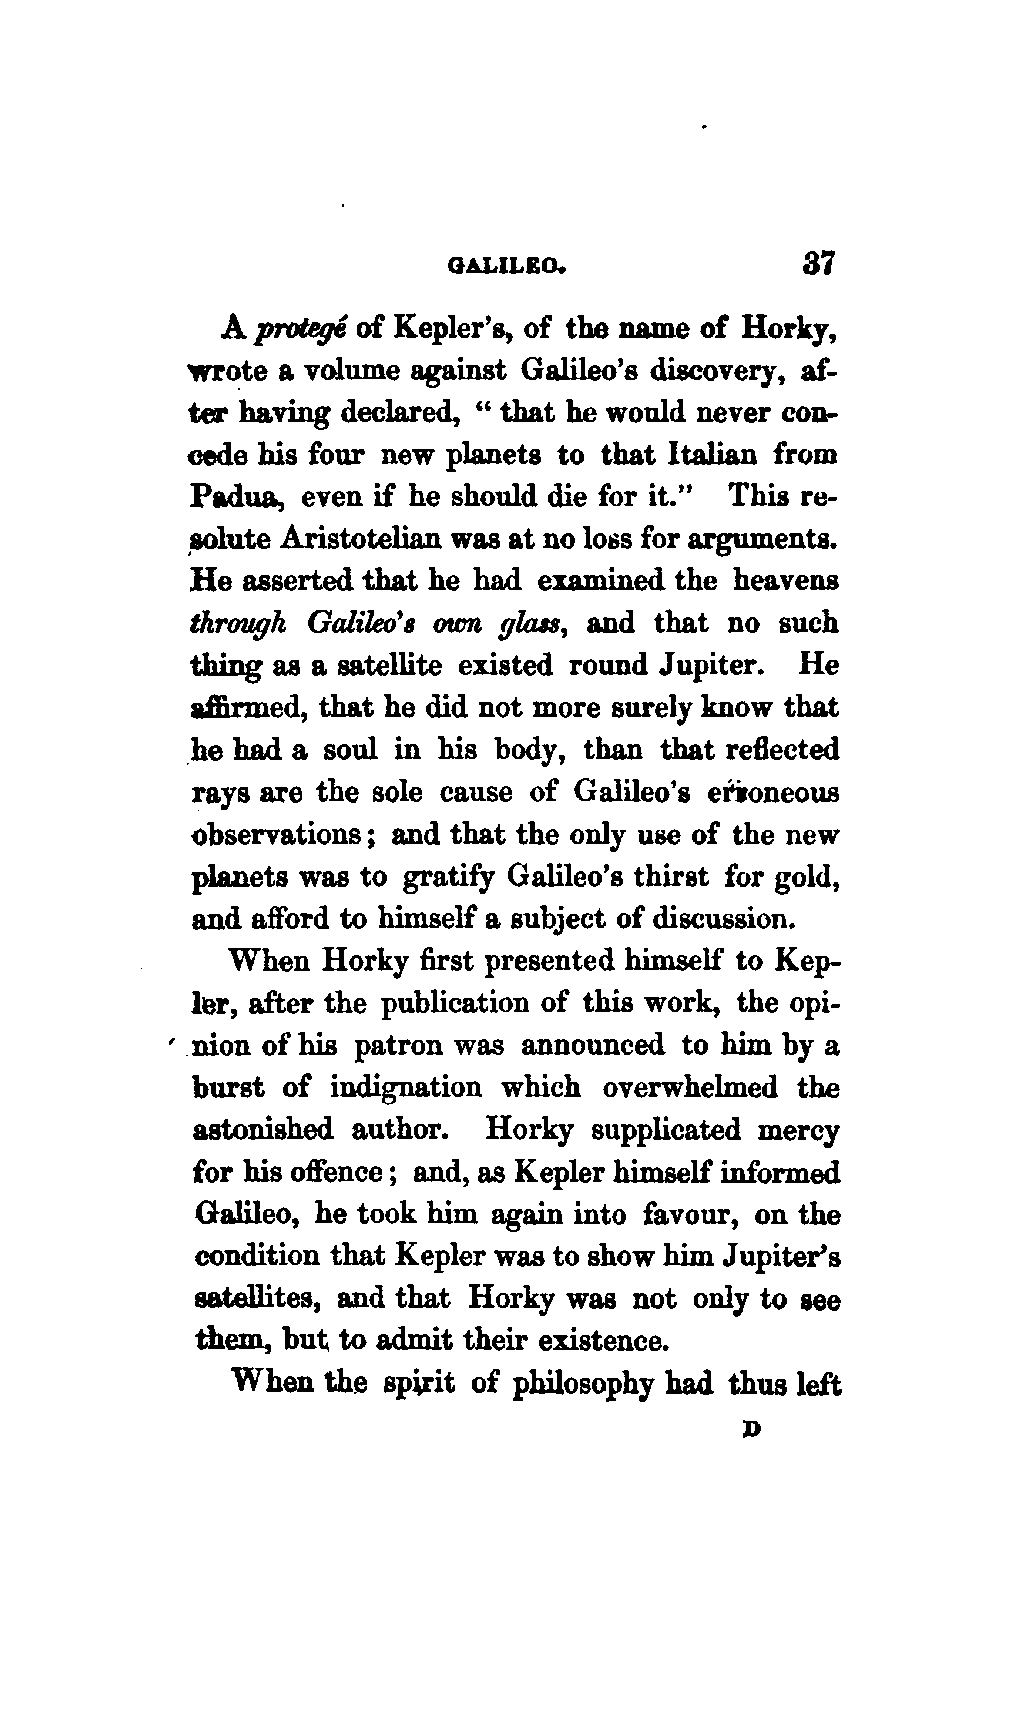 GALILEO. 37
A protegé of Kepler's, of the name of Horky,
wrote a volume against Galileo's discovery, af-
ter having declared, “ that he would never con-
cede his four new planets to that Italian from
Padua, even if he should die for it.” This re-
solute Aristotelian was at no loss for arguments.
He asserted that he had examined the heavens
through Galileo's own glass, and that no such
thing as a satellite existed round Jupiter. He
affirmed, that he did not more surely know that
he had a soul in his body, than that reflected
rays are the sole cause of Galileo's erroneous
observations; and that the only use of the new
planets was to gratify Galileo's thirst for gold,
and afford to himself a subject of discussion.
When Horky first presented himself to Kep-
ler, after the publication of this work, the opi-
nion of his patron was announced to him by a
burst of indignation which overwhelmed the
astonished author. Horky supplicated mercy
for his offence; and, as Kepler himself informed
Galileo, he took him again into favour, on the
condition that Kepler was to show him Jupiter's
satellites, and that Horky was not only to see
them, but to admit their existence.
When the spirit of philosophy had thus left
D